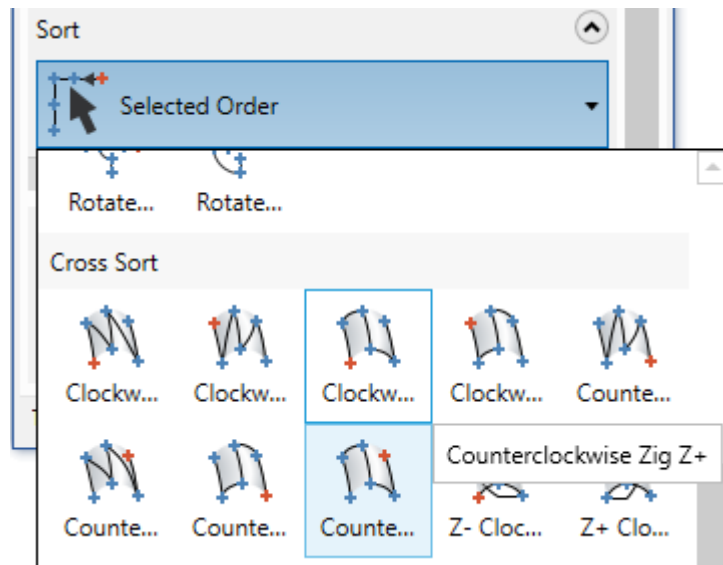 Sort
Selected Order
Rotate... Rotate...
Cross Sort
Clockw... Clockw... Clockw... Clockw... Counte...
Counterclockwise Zig Z+
Counte... Counte... Counte... Z- Cloc... Z+ Clo...